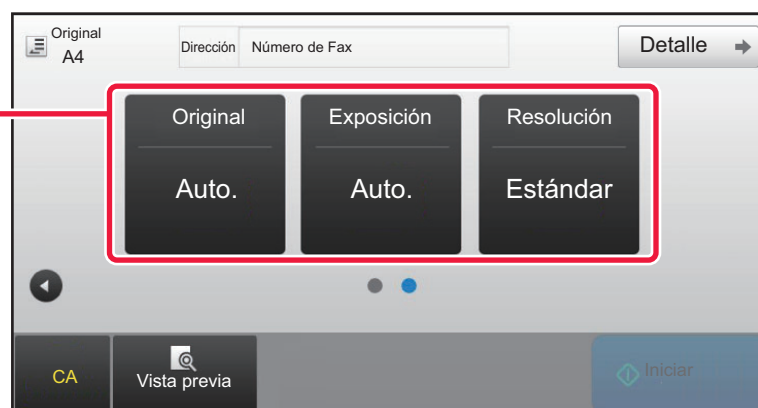 Original
A4
Dirección Número de Fax
Detalle
Original Exposición Resolución
Auto. Auto. Estándar
CA
Vista previa
Iniciar